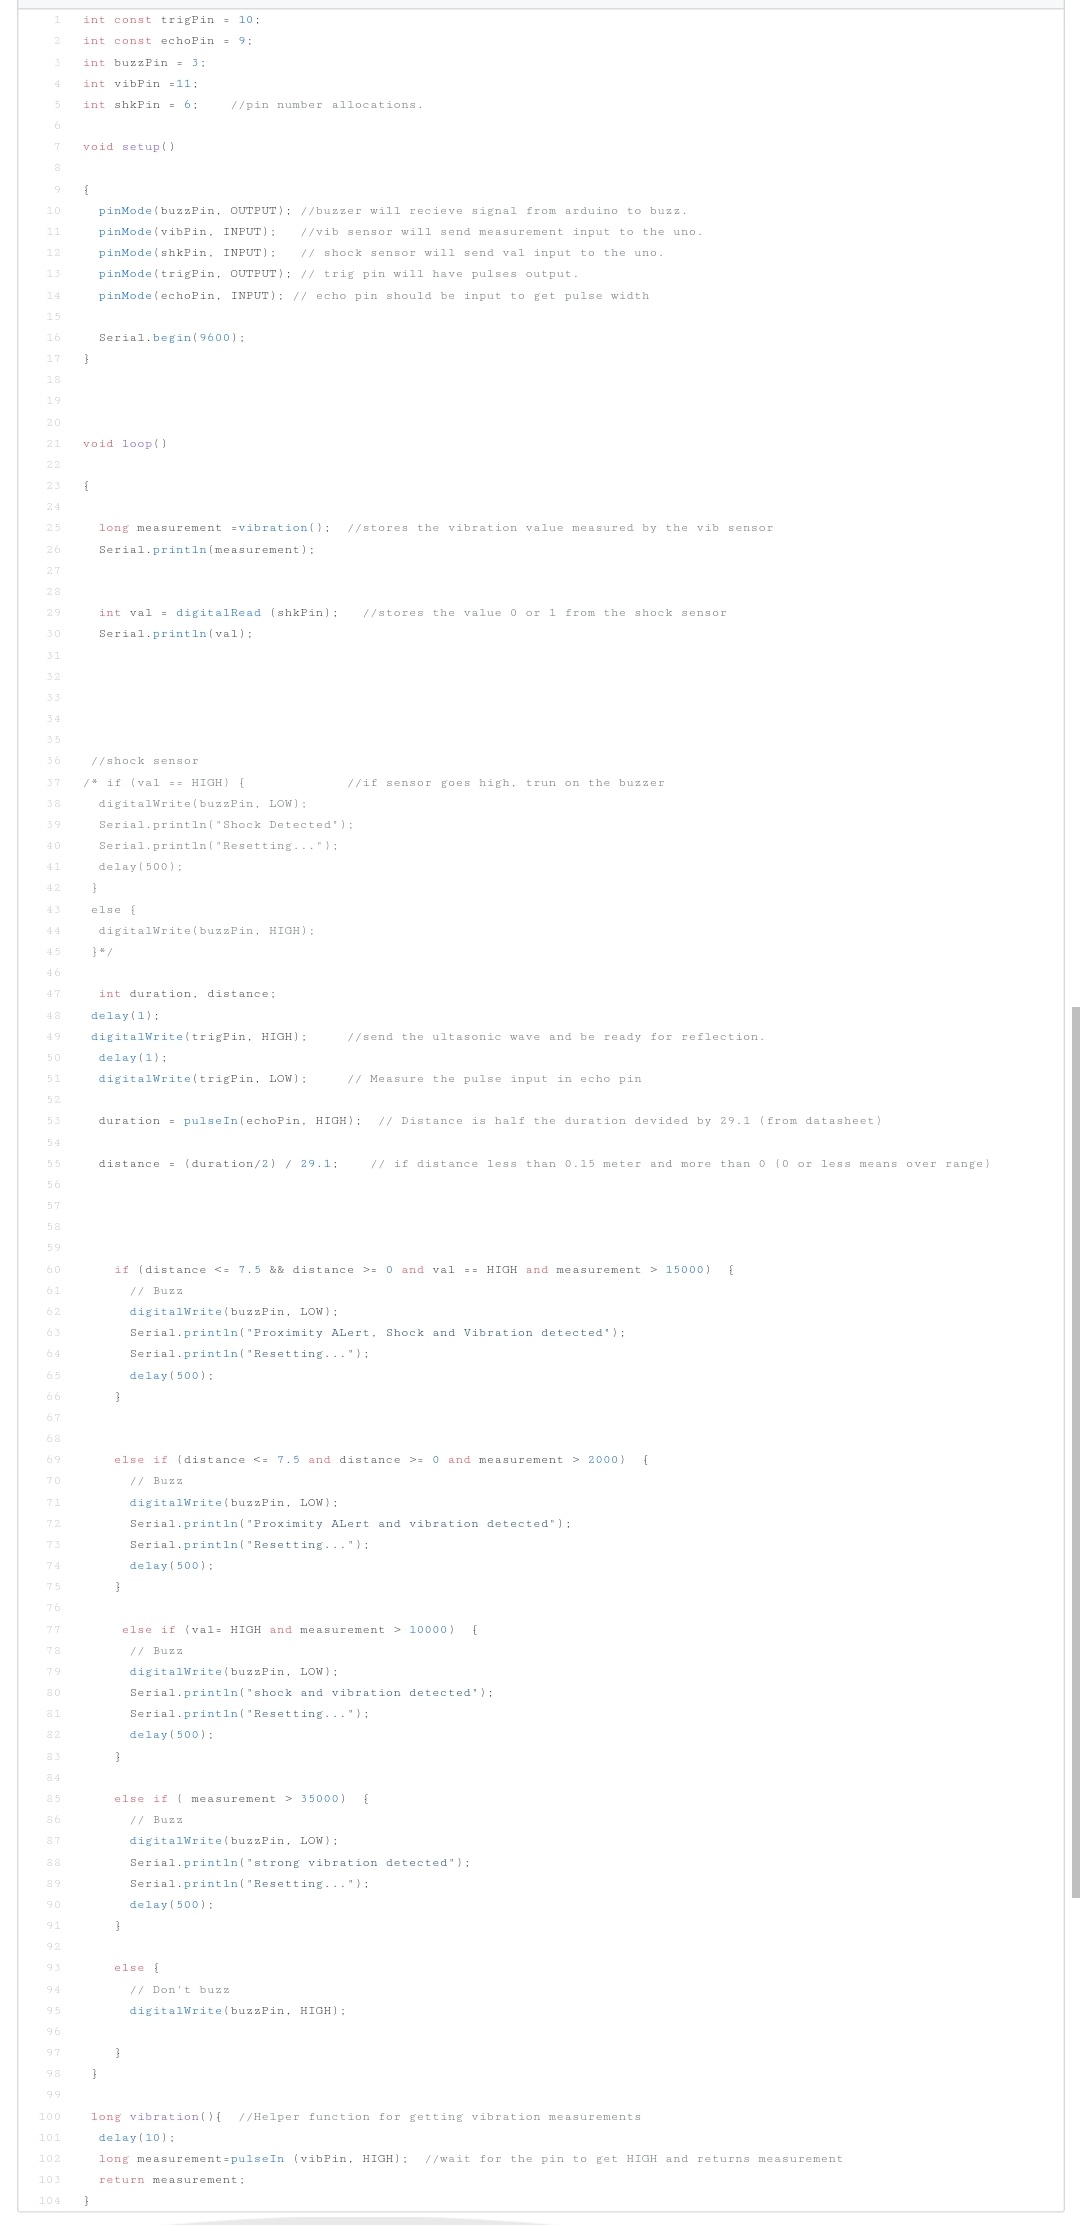 1 int const trigPin = 10;
2 int const echoPin = 9;
3 int buzzPin = 3;
4 int vibPin =11;
5 int shkPin = 6;    //pin number allocations.
6
7 void setup()
8
9 {
10   pinMode(buzzPin, OUTPUT); //buzzer will recieve signal from arduino to buzz.
11   pinMode(vibPin, INPUT);   //vib sensor will send measurement input to the uno.
12   pinMode(shkPin, INPUT);   // shock sensor will send val input to the uno.
13   pinMode(trigPin, OUTPUT); // trig pin will have pulses output.
14   pinMode(echoPin, INPUT); // echo pin should be input to get pulse width
15
16   Serial.begin(9600);
17 }
18
19
20
21 void loop()
22
23 {
24
25   long measurement =vibration();  //stores the vibration value measured by the vib sensor
26   Serial.println(measurement);
27
28
29   int val = digitalRead (shkPin);   //stores the value 0 or 1 from the shock sensor
30   Serial.println(val);
31
32
33
34
35
36  //shock sensor
37 /* if (val == HIGH) {             //if sensor goes high, trun on the buzzer
38   digitalWrite(buzzPin, LOW);
39   Serial.println("Shock Detected");
40   Serial.println("Resetting...");
41   delay(500);
42  }
43  else {
44   digitalWrite(buzzPin, HIGH);
45  }*/
46
47   int duration, distance;
48  delay(1);
49  digitalWrite(trigPin, HIGH);     //send the ultasonic wave and be ready for reflection.
50   delay(1);
51   digitalWrite(trigPin, LOW);     // Measure the pulse input in echo pin
52
53   duration = pulseIn(echoPin, HIGH);  // Distance is half the duration devided by 29.1 (from datasheet)
54
55   distance = (duration/2) / 29.1;    // if distance less than 0.15 meter and more than 0 (0 or less means over range)
56
57
58
59
60     if (distance <= 7.5 && distance >= 0 and val == HIGH and measurement > 15000)  {
61       // Buzz
62       digitalWrite(buzzPin, LOW);
63       Serial.println("Proximity ALert, Shock and Vibration detected");
64       Serial.println("Resetting...");
65       delay(500);
66     }
67
68
69     else if (distance <= 7.5 and distance >= 0 and measurement > 2000)  {
70       // Buzz
71       digitalWrite(buzzPin, LOW);
72       Serial.println("Proximity ALert and vibration detected");
73       Serial.println("Resetting...");
74       delay(500);
75     }
76
77      else if (val= HIGH and measurement > 10000)  {
78       // Buzz
79       digitalWrite(buzzPin, LOW);
80       Serial.println("shock and vibration detected");
81       Serial.println("Resetting...");
82       delay(500);
83     }
84
85     else if ( measurement > 35000)  {
86       // Buzz
87       digitalWrite(buzzPin, LOW);
88       Serial.println("strong vibration detected");
89       Serial.println("Resetting...");
90       delay(500);
91     }
92
93     else {
94       // Don't buzz
95       digitalWrite(buzzPin, HIGH);
96
97     }
98  }
99
100  long vibration(){  //Helper function for getting vibration measurements
101   delay(10);
102   long measurement=pulseIn (vibPin, HIGH);  //wait for the pin to get HIGH and returns measurement
103   return measurement;
104 }